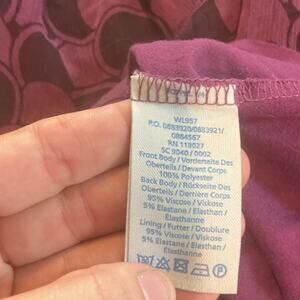 WL957
P.O. 0883920/0883921/
0884567
RN 118027
SC 9040 / 0002
Front Body / Vorderseite Des
Oberteils / Devant Corps
100% Polyester
Back Body / Rückseite Des
Oberteils / Derrière Corps
95% Viscose / Viskose
5% Elastane / Elasthan /
Elasthanne
Lining / Futter / Doublure
95% Viscose / Viskose
5% Elastane / Elasthan /
Elasthanne